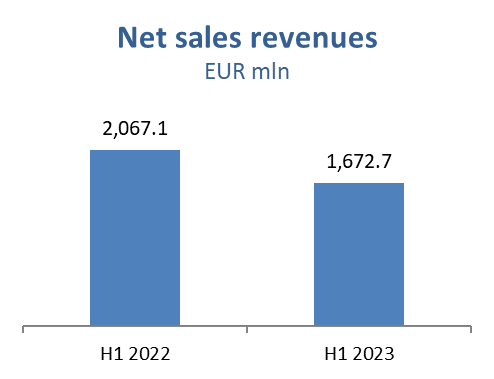 Net sales revenues
EUR mln
2,067.1
1,672.7
H1 2022
H1 2023